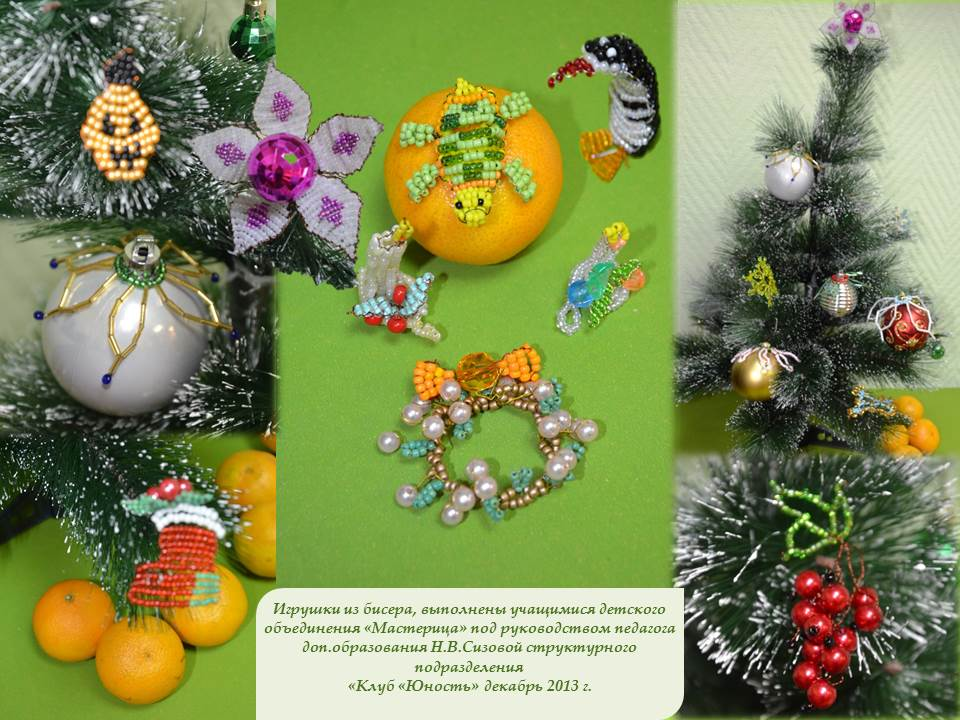 Игрушки из бисера, выполнены учащимися детского
объединения «Мастерица» под руководством педагога
доп.образования Н.В.Сизовой структурного
подразделения
«Клуб «Юность» декабрь 2013 г.